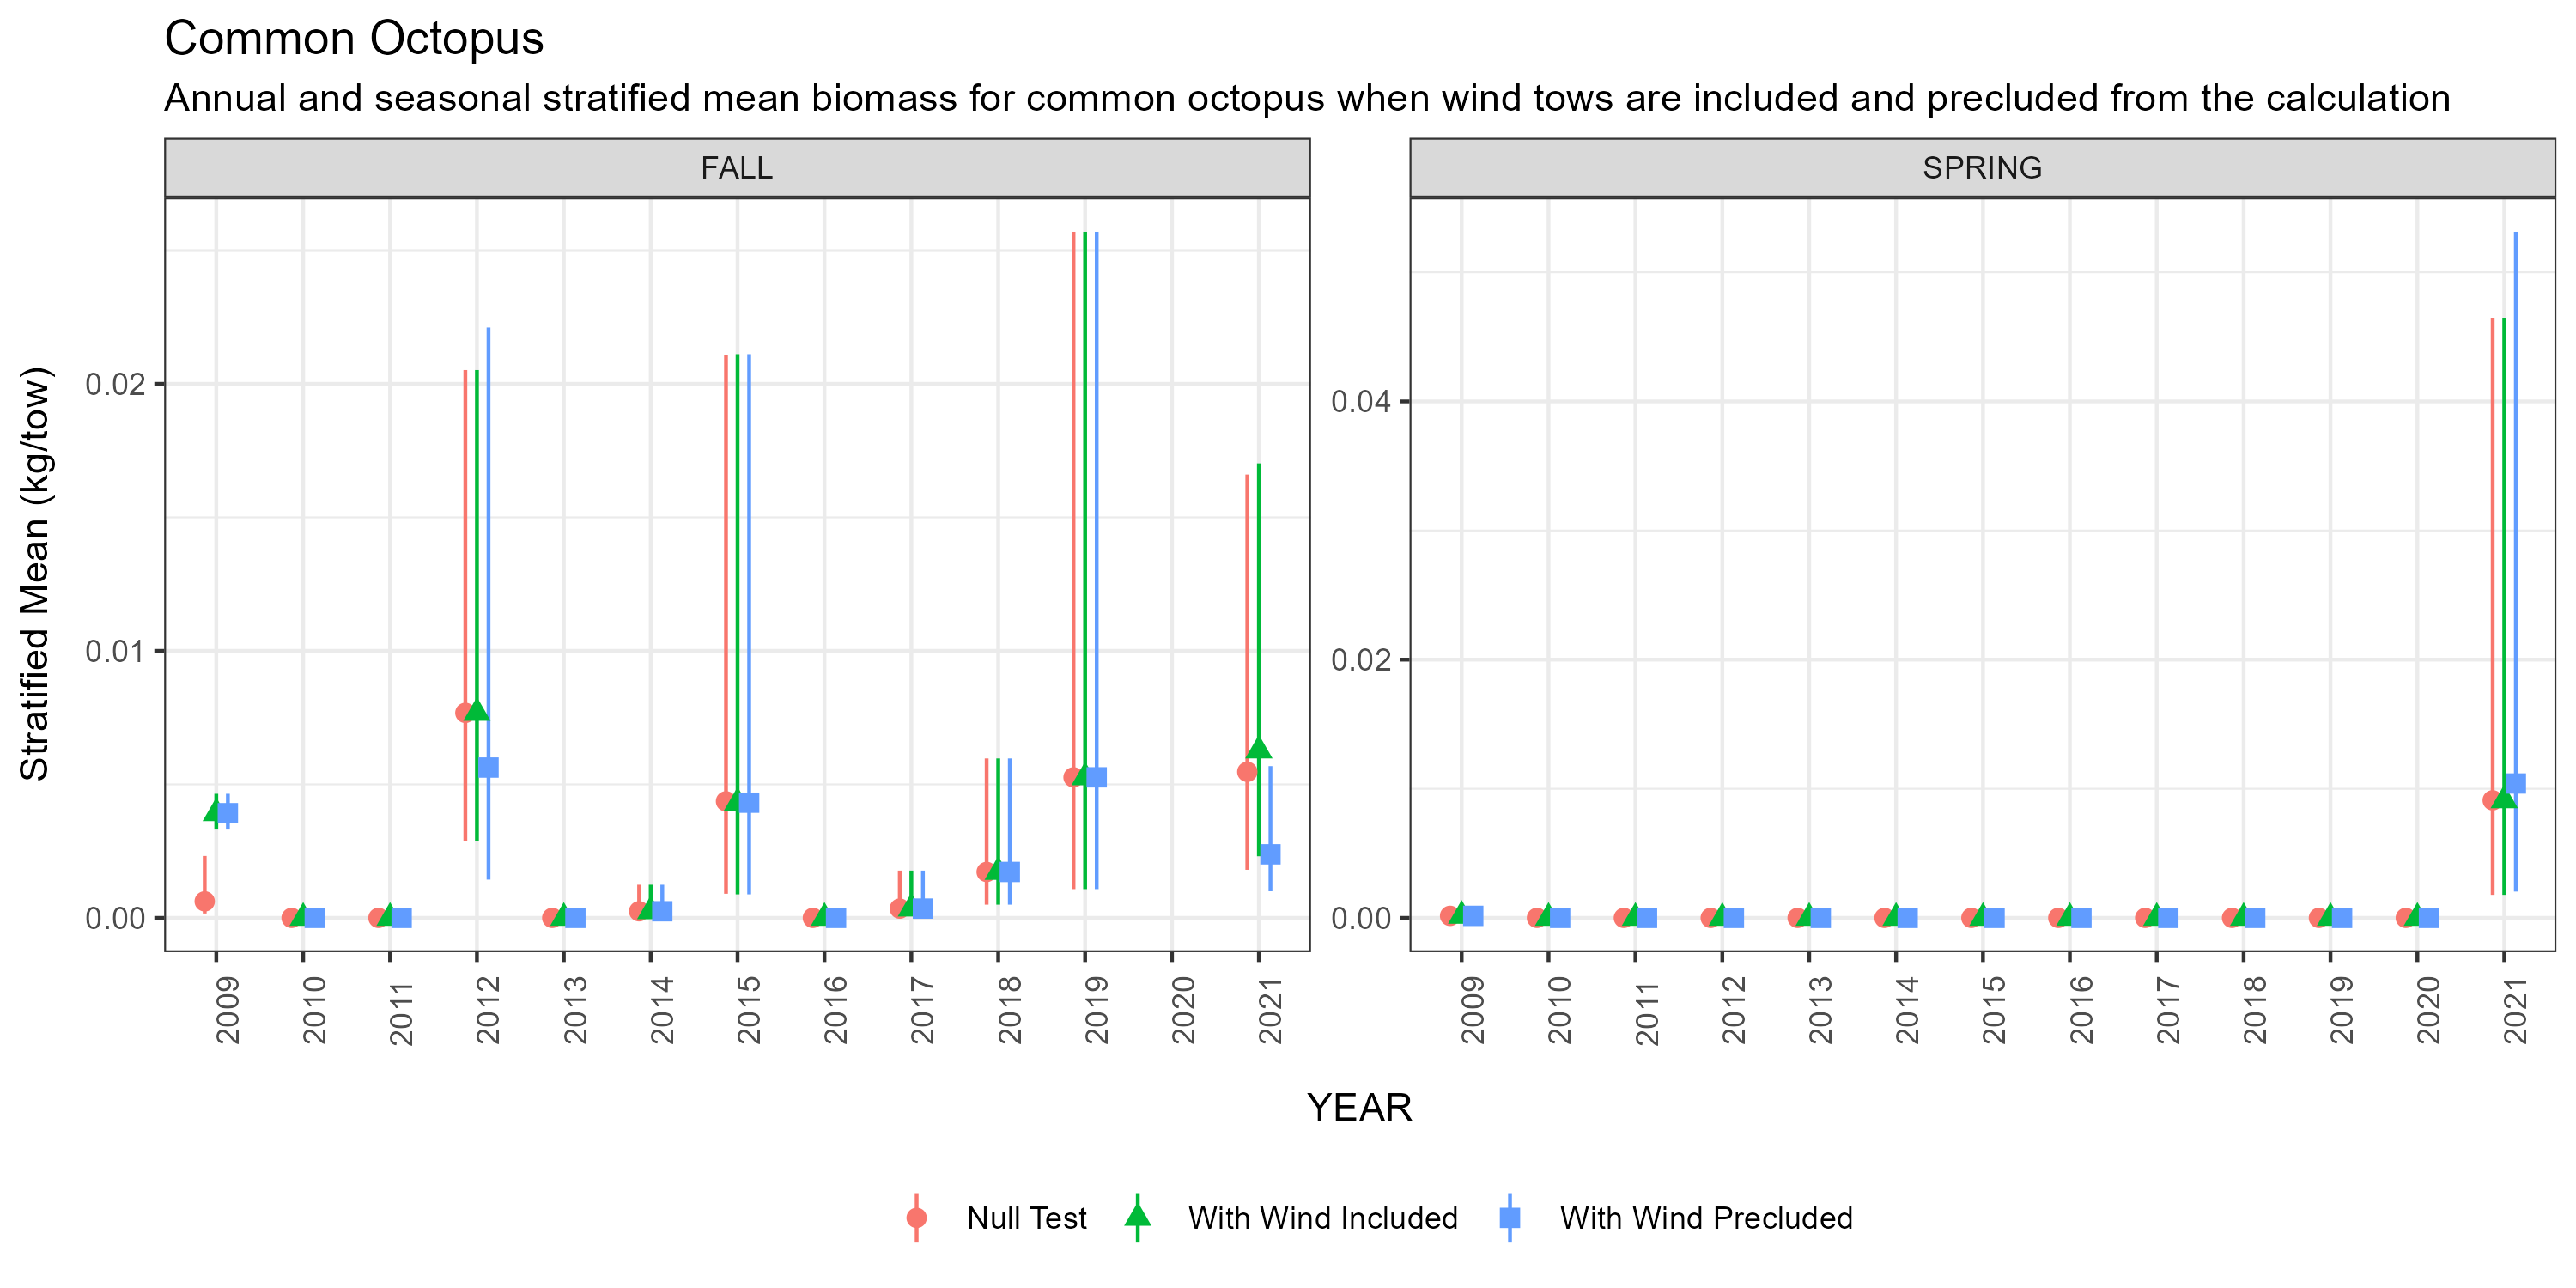 Common Octopus
Annual and seasonal stratified mean biomass for common octopus when wind tows are included and precluded from the calculation
FALL
SPRING
Stratified Mean (kg/tow)
0.02
0.01
0.00
0.04
0.02
0.00
2009 2010 2011 2012 2013 2014 2015 2016 2017 2018 2019 2020 2021
2009 2010 2011 2012 2013 2014 2015 2016 2017 2018 2019 2020 2021
YEAR
Null Test With Wind Included With Wind Precluded